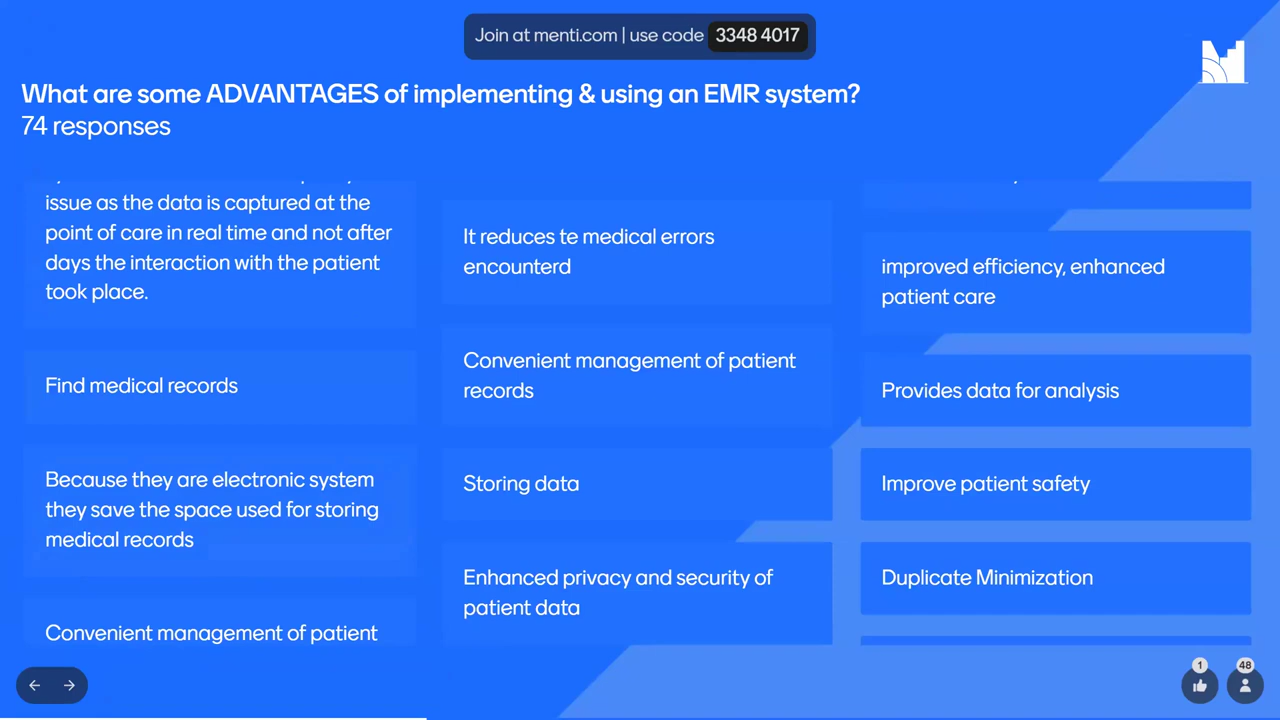 Join at menti.com | use code 3348 4017
What are some ADVANTAGES of implementing & using an EMR system?
74 responses
issue as the data is captured at the
point of care in real time and not after
days the interaction with the patient
took place.
Find medical records
Because they are electronic system
they save the space used for storing
medical records
Convenient management of patient
It reduces te medical errors
encounterd
Convenient management of patient
records
Storing data
Enhanced privacy and security of
patient data
improved efficiency, enhanced
patient care
Provides data for analysis
Improve patient safety
Duplicate Minimization
1
48